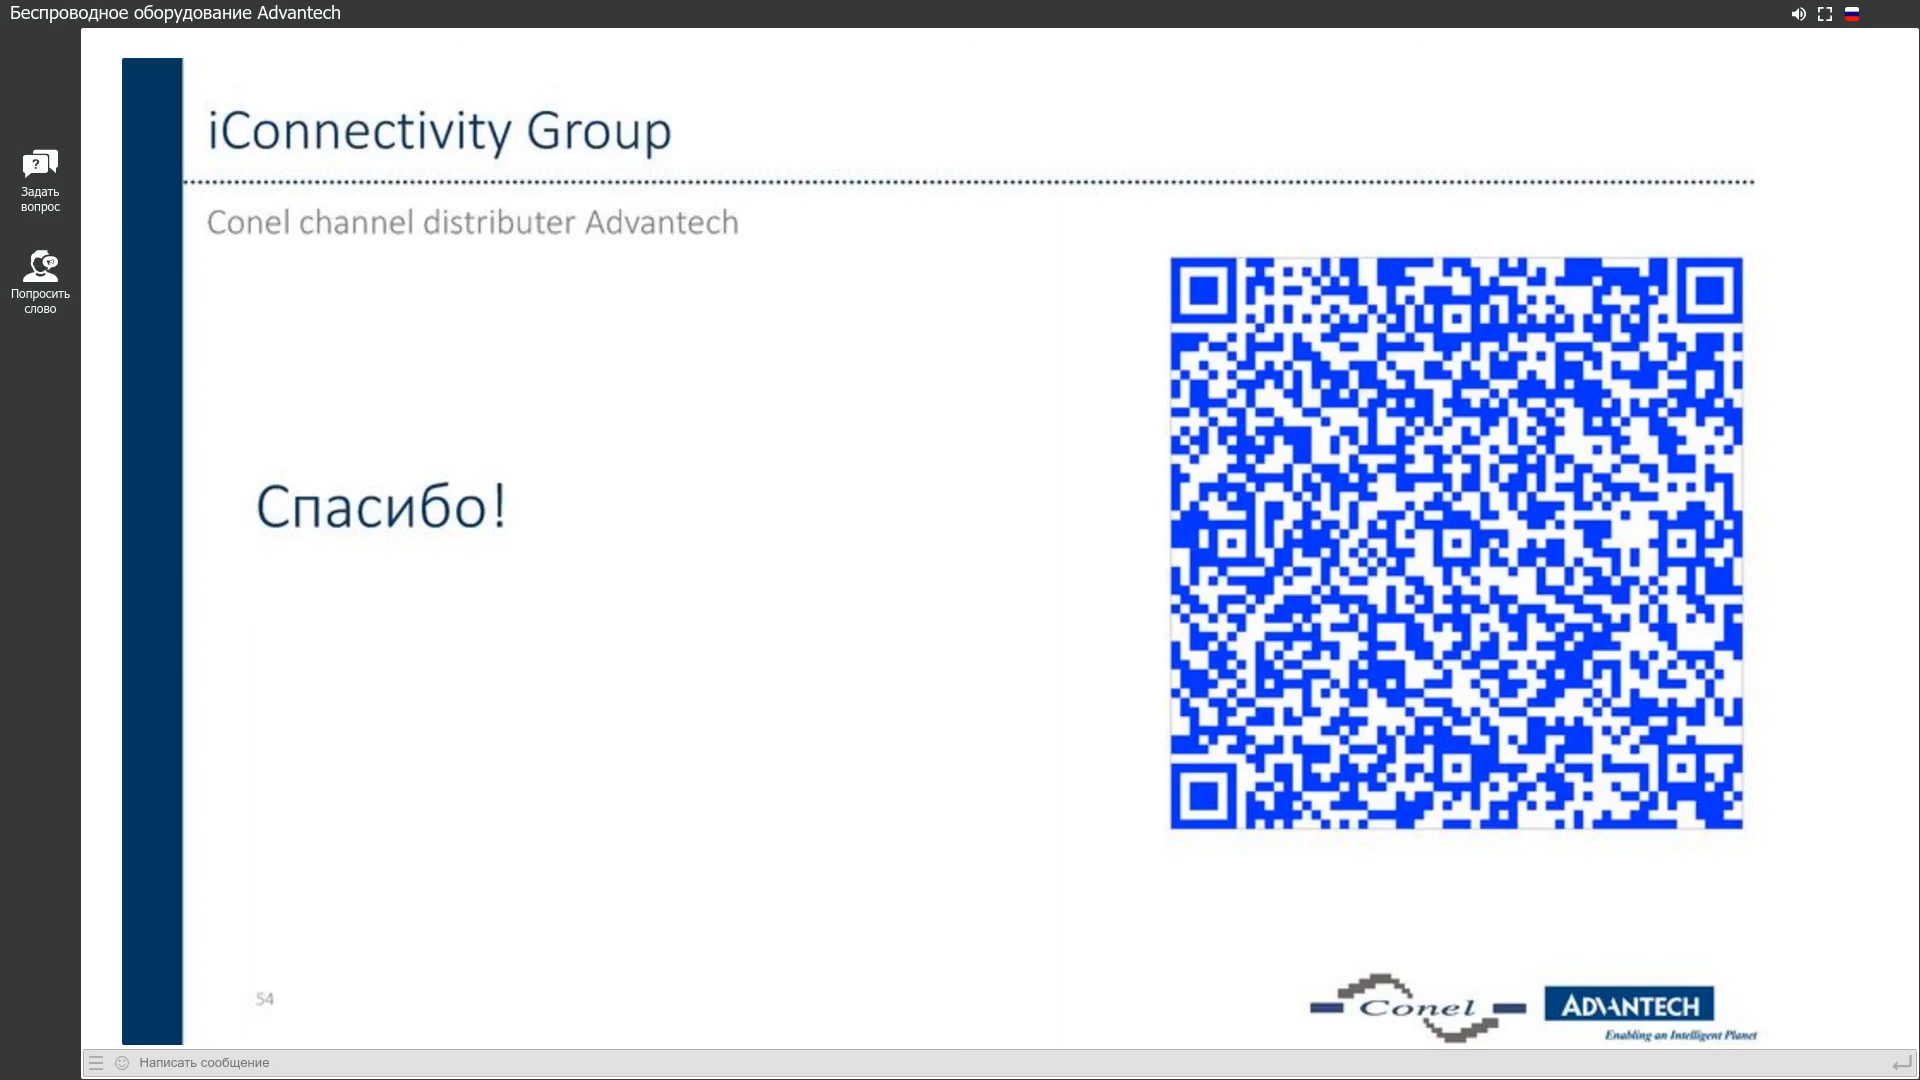 Беспроводное оборудование Advantech
Задать
вопрос
Попросить
слово
iConnectivity Group
Conel channel distributer Advantech
Спасибо!
54
Conel
ADVANTECH
Enabling an Intelligent Planet
Написать сообщение